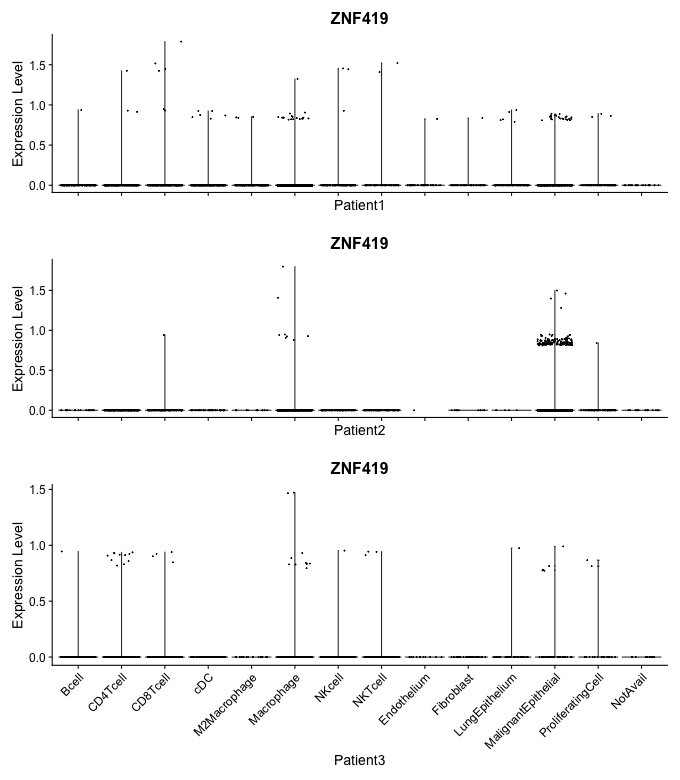 ZNF419
Expression Level
1.5
1.0
0.5
0.0
Patient1
ZNF419
Expression Level
1.5
1.0
0.5
0.0
Patient2
ZNF419
Expression Level
1.5
1.0
0.5
0.0
Bcell
CD4Tcell
CD8Tcell
cDC
M2Macrophage
Macrophage
NKcell
NKTcell
Endothelium
Fibroblast
LungEpithelium
MalignantEpithelial
ProliferatingCell
NotAvail
Patient3